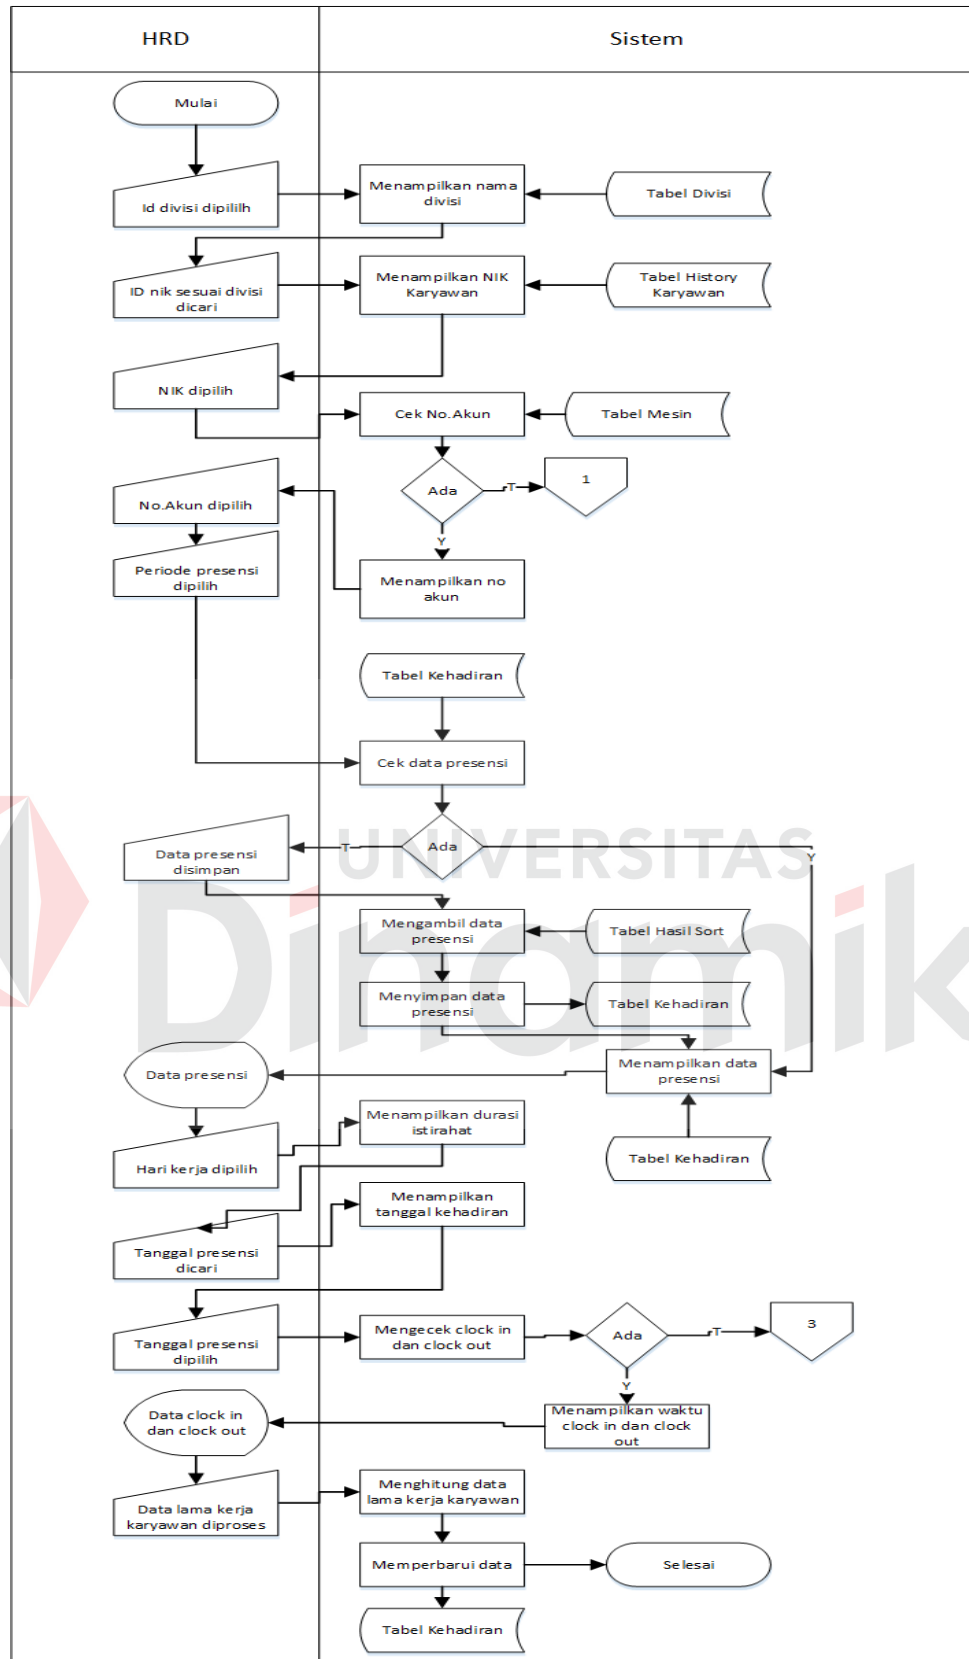 HRD
Sistem
Mulai
Id divisi dipililh
Menampilkan nama
divisi
Tabel Divisi
ID nik sesuai divisi
dicari
Menampilkan NIK
Karyawan
Tabel History
Karyawan
NIK dipilih
Cek No.Akun
Tabel Mesin
Ada
T
1
Y
No.Akun dipilih
Periode presensi
dipilih
Menampilkan no
akun
Tabel Kehadiran
Cek data presensi
Ada
T
Y
Data presensi
disimpan
UNIVERSITAS
Dinamika
Mengambil data
presensi
Tabel Hasil Sort
Menyimpan data
presensi
Tabel Kehadiran
Menampilkan data
presensi
Data presensi
Tabel Kehadiran
Menampilkan durasi
istirahat
Hari kerja dipilih
Menampilkan
tanggal kehadiran
Tanggal presensi
dicari
Tanggal presensi
dipilih
Mengecek clock in
dan clock out
Ada
T
3
Y
Menampilkan waktu
clock in dan clock
out
Data clock in
dan clock out
Data lama kerja
karyawan diproses
Menghitung data
lama kerja karyawan
Memperbarui data
Selesai
Tabel Kehadiran